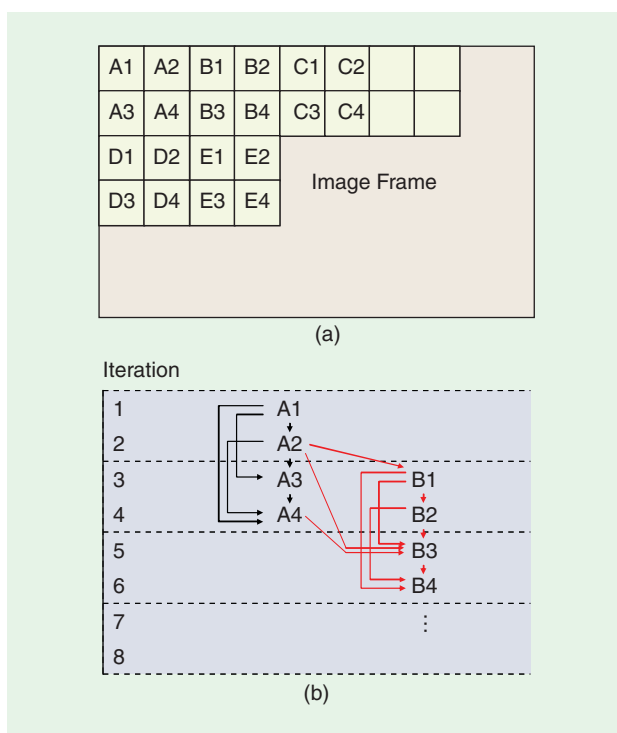 A1 A2 B1 B2 C1 C2
A3 A4 B3 B4 C3 C4
D1 D2 E1 E2
Image Frame
D3 D4 E3 E4
(a)
Iteration
1 A1
2 A2
3 A3 B1
4 A4 B2
5 B3
6 B4
7 ⋮
8
(b)